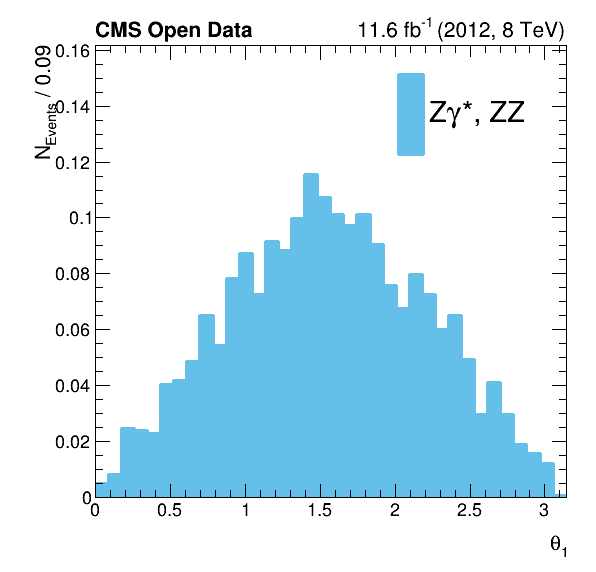 CMS Open Data 11.6 fb⁻¹ (2012, 8 TeV)
N_Events / 0.09
0.16
0.14
0.12
0.1
0.08
0.06
0.04
0.02
0
Zγ*, ZZ
0 0.5 1 1.5 2 2.5 3
θ₁